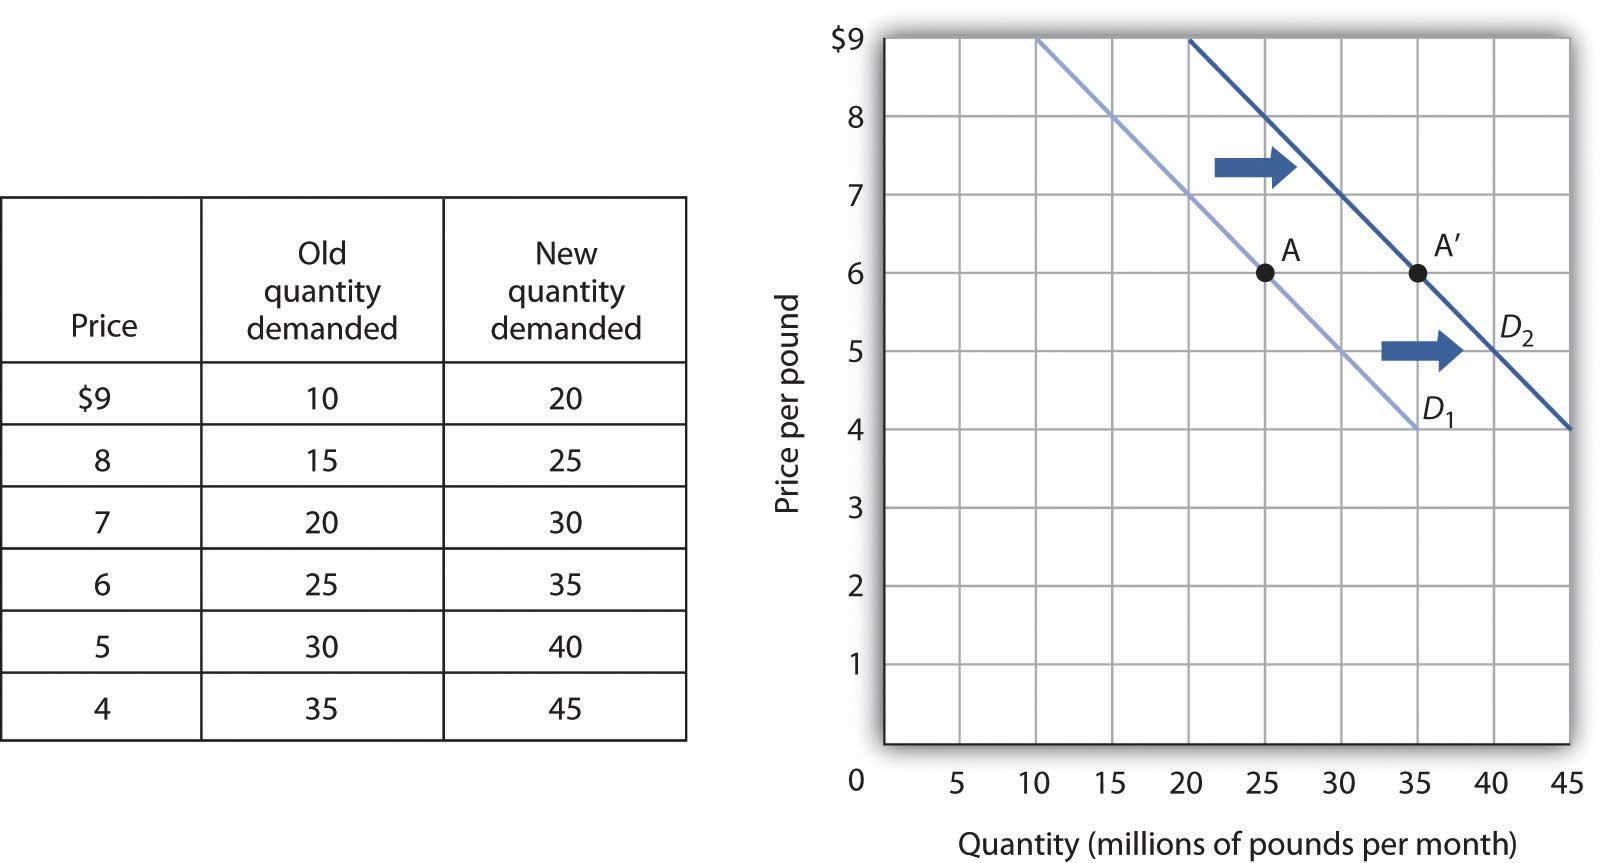 Price Old quantity demanded New quantity demanded
$9 10 20
8 15 25
7 20 30
6 25 35
5 30 40
4 35 45
$9
8
7
6
5
4
3
2
1
0
Price per pound
A
A′
D2
D1
5 10 15 20 25 30 35 40 45
Quantity (millions of pounds per month)